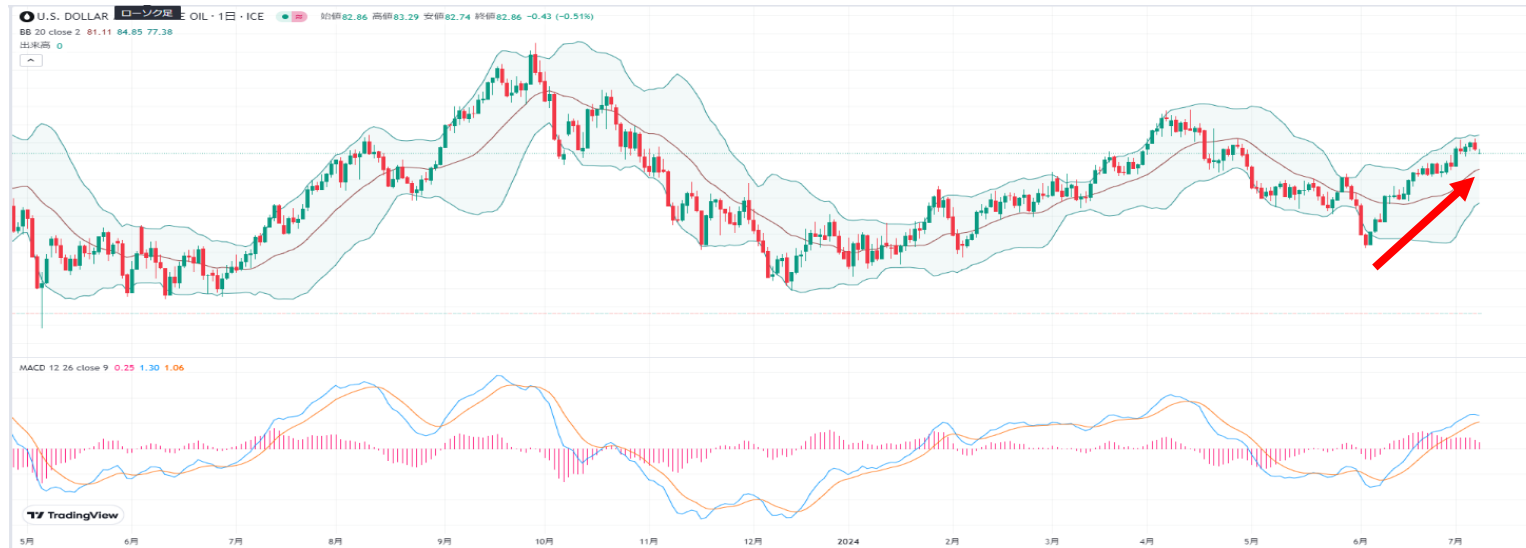 U.S. DOLLAR ローソク足 E OIL · 1日 · ICE 始値82.86 高値83.29 安値82.74 終値82.86 −0.43 (−0.51%)
BB 20 close 2 81.11 84.85 77.38
出来高 0
MACD 12 26 close 9 0.25 1.30 1.06
TradingView
5月 6月 7月 8月 9月 10月 11月 12月 2024 2月 3月 4月 5月 6月 7月